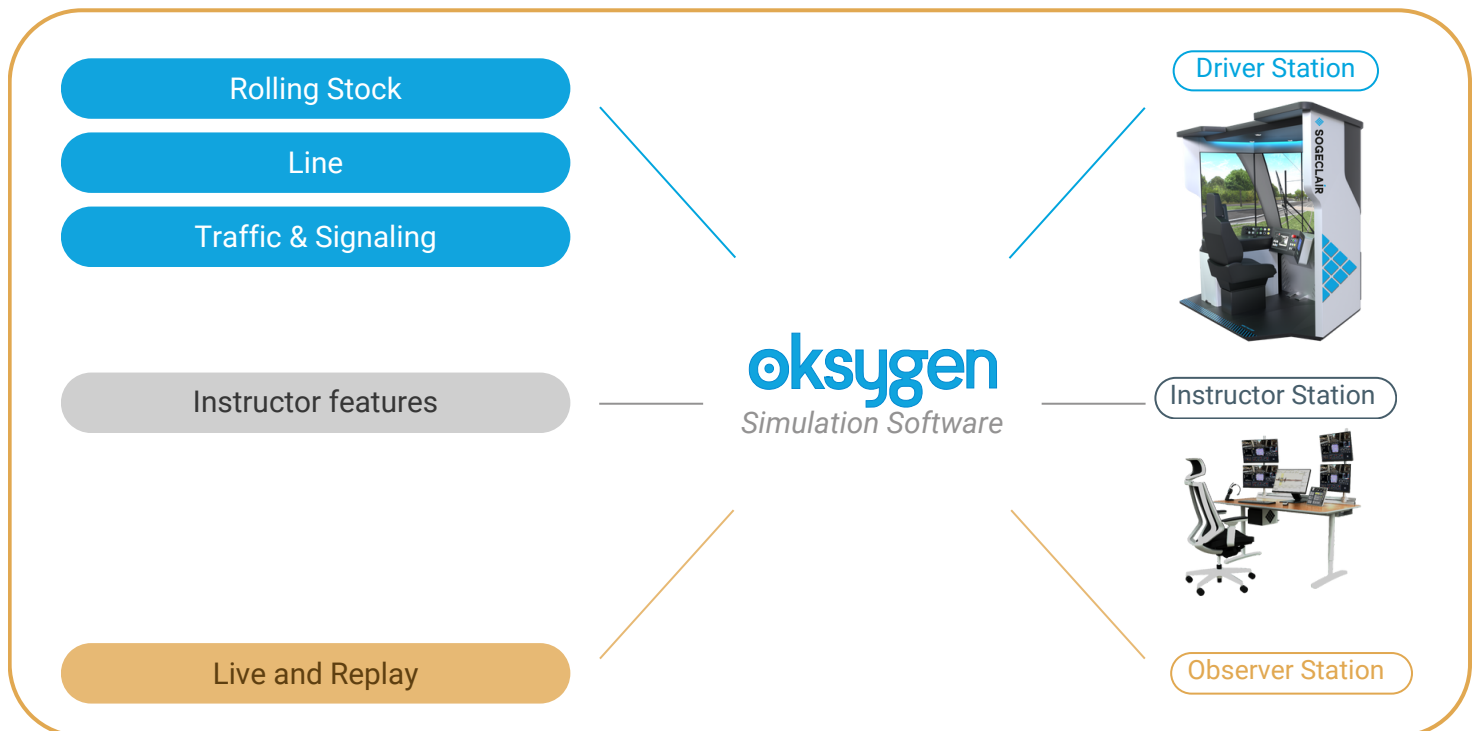 Rolling Stock
Line
Traffic & Signaling
Instructor features
Live and Replay
oksygen
Simulation Software
Driver Station
SOGECLAIR
Instructor Station
Observer Station